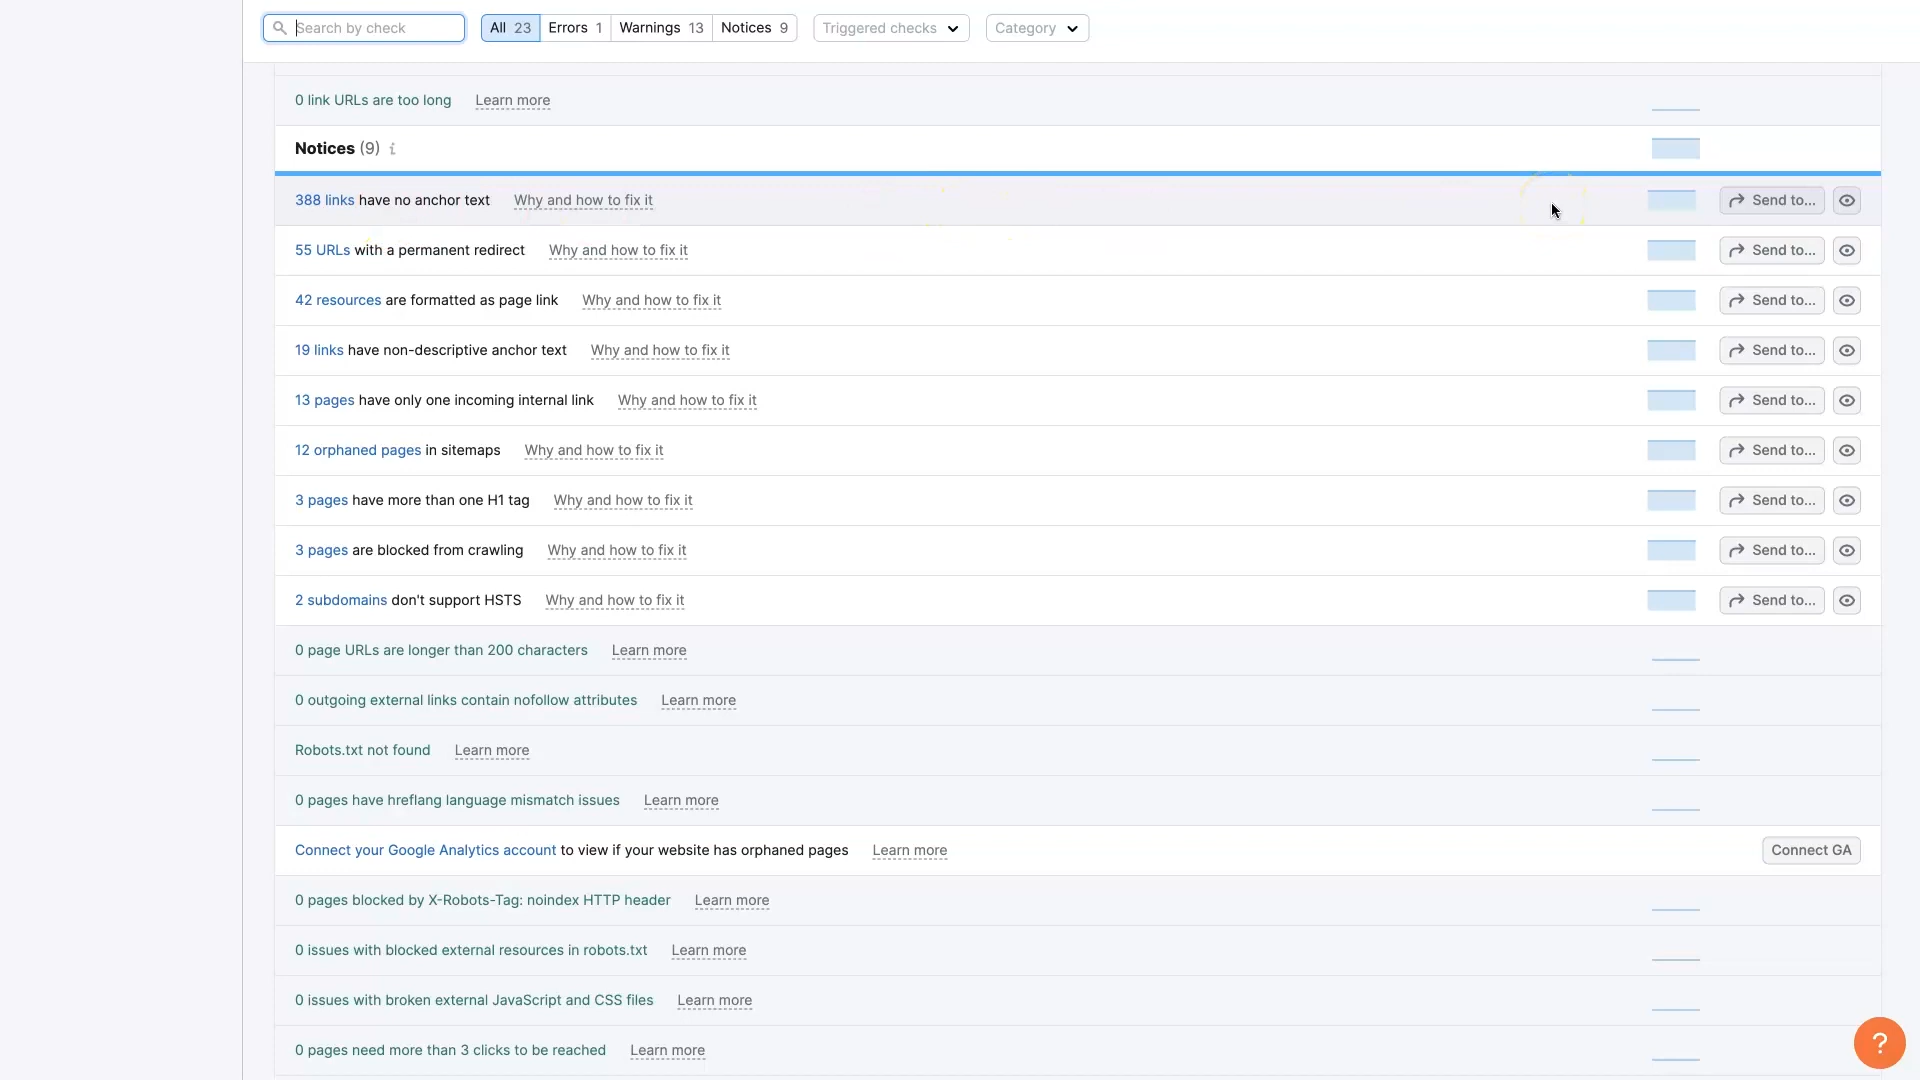 Search by check All 23 Errors 1 Warnings 13 Notices 9 Triggered checks Category
0 link URLs are too long Learn more
Notices (9) i
388 links have no anchor text Why and how to fix it Send to...
55 URLs with a permanent redirect Why and how to fix it Send to...
42 resources are formatted as page link Why and how to fix it Send to...
19 links have non-descriptive anchor text Why and how to fix it Send to...
13 pages have only one incoming internal link Why and how to fix it Send to...
12 orphaned pages in sitemaps Why and how to fix it Send to...
3 pages have more than one H1 tag Why and how to fix it Send to...
3 pages are blocked from crawling Why and how to fix it Send to...
2 subdomains don't support HSTS Why and how to fix it Send to...
0 page URLs are longer than 200 characters Learn more
0 outgoing external links contain nofollow attributes Learn more
Robots.txt not found Learn more
0 pages have hreflang language mismatch issues Learn more
Connect your Google Analytics account to view if your website has orphaned pages Learn more Connect GA
0 pages blocked by X-Robots-Tag: noindex HTTP header Learn more
0 issues with blocked external resources in robots.txt Learn more
0 issues with broken external JavaScript and CSS files Learn more
0 pages need more than 3 clicks to be reached Learn more
?